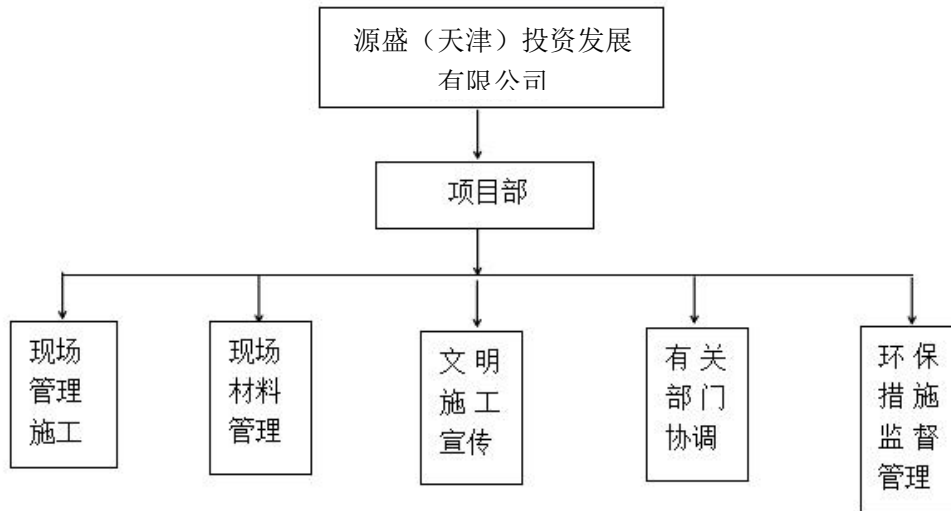 源盛（天津）投资发展
有限公司
项目部
现场
管理
施工
现场
材料
管理
文明
施工
宣传
有关
部门
协调
环保
措施
监督
管理